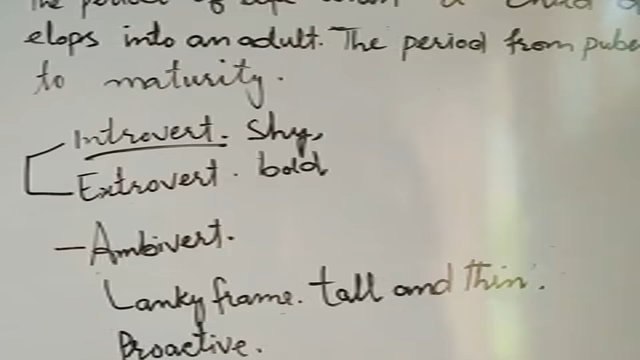 elops into an adult. The period from pube
to maturity.
Introvert. Shy,
Extrovert. bold
— Ambivert.
Lanky frame. tall and thin.
Proactive.